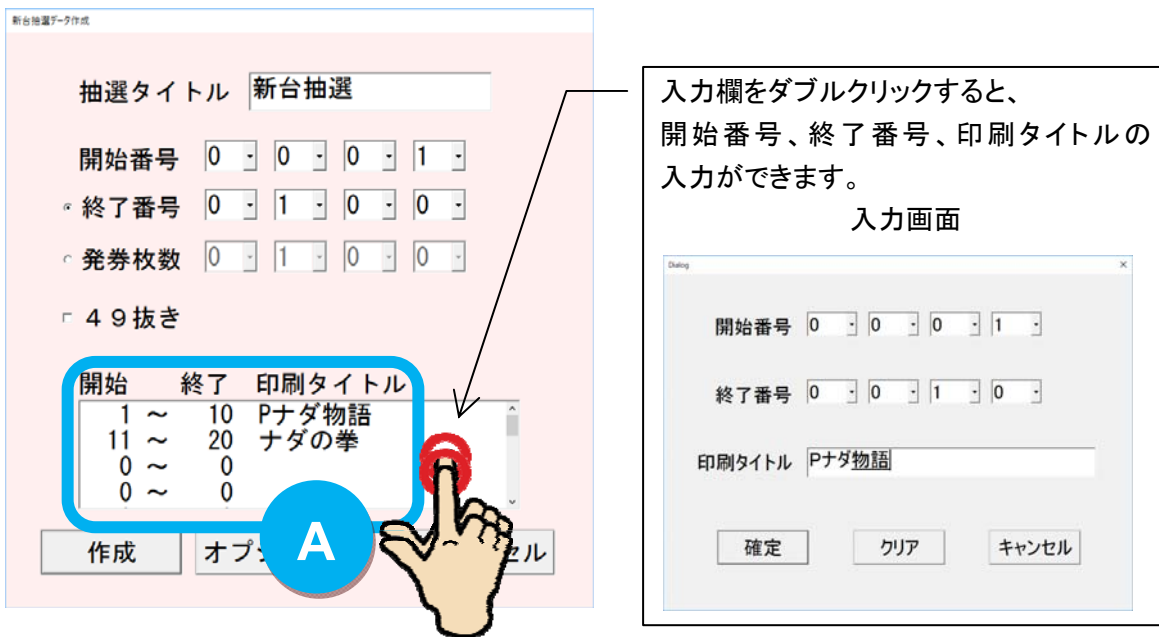 新台抽選データ作成
抽選タイトル 新台抽選
開始番号 0 0 0 1
終了番号 0 1 0 0
発券枚数 0 1 0 0
49抜き
開始 終了 印刷タイトル
1 ~ 10 Pナダ物語
11 ~ 20 ナダの拳
0 ~ 0
0 ~ 0
作成 オプ セル
A
入力欄をダブルクリックすると、
開始番号、終了番号、印刷タイトルの
入力ができます。
入力画面
Dialog
開始番号 0 0 0 1
終了番号 0 0 1 0
印刷タイトル Pナダ物語
確定 クリア キャンセル